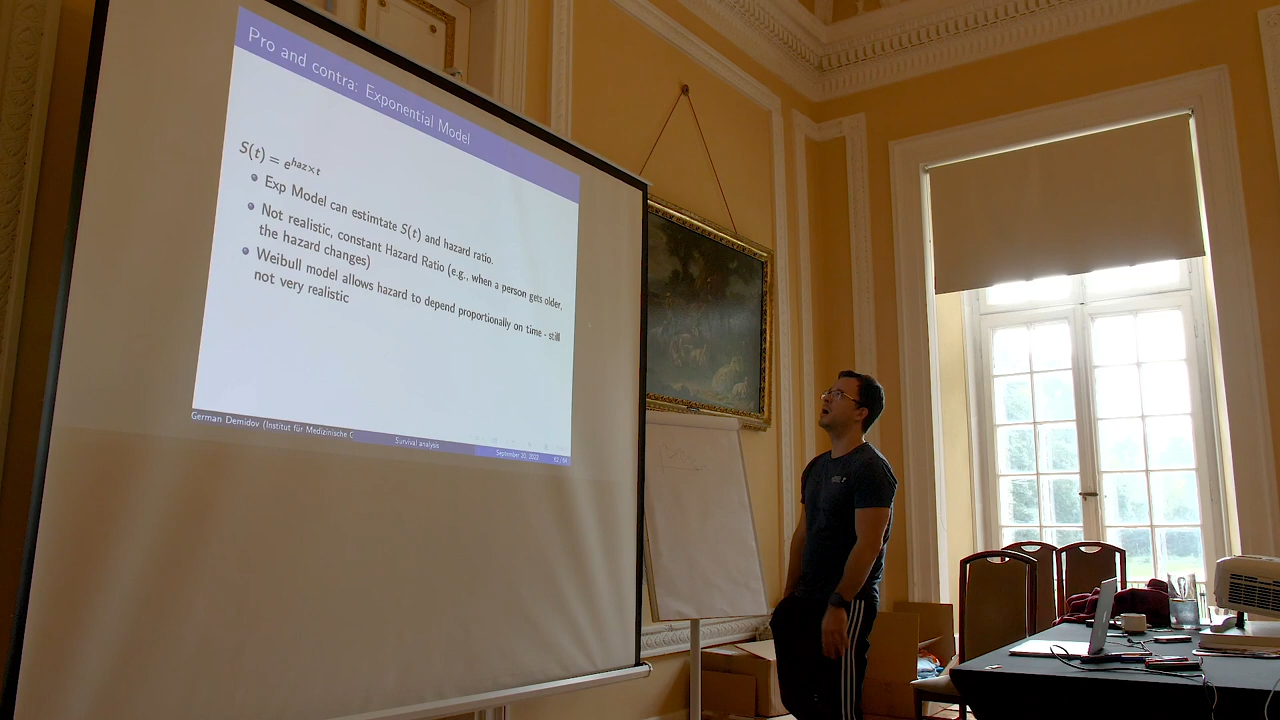 Pro and contra: Exponential Model
S(t) = e^haz×t
Exp Model can estimtate S(t) and hazard ratio.
Not realistic, constant Hazard Ratio (e.g., when a person gets older,
the hazard changes)
Weibull model allows hazard to depend proportionally on time - still
not very realistic
German Demidov (Institut für Medizinische G
Survival analysis
September 20, 2022